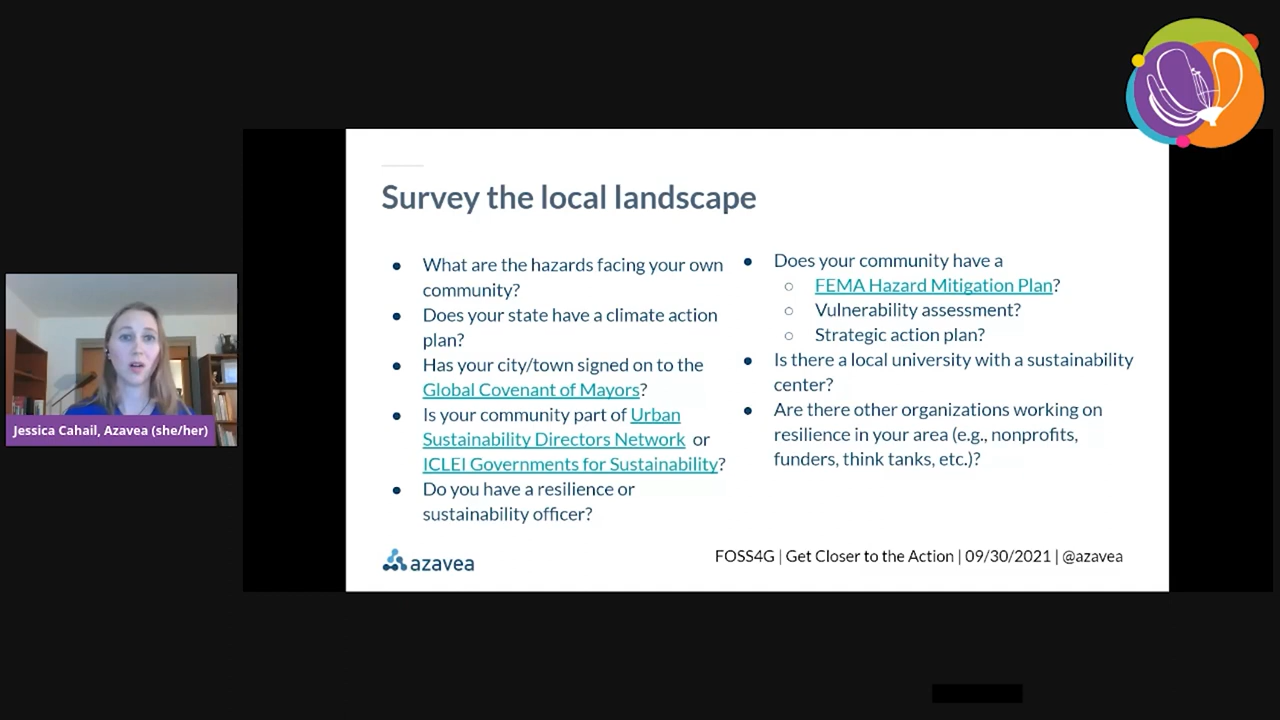 Survey the local landscape
● What are the hazards facing your own
community?
● Does your state have a climate action
plan?
● Has your city/town signed on to the
Global Covenant of Mayors?
● Is your community part of Urban
Sustainability Directors Network or
ICLEI Governments for Sustainability?
● Do you have a resilience or
sustainability officer?
● Does your community have a
○ FEMA Hazard Mitigation Plan?
○ Vulnerability assessment?
○ Strategic action plan?
● Is there a local university with a sustainability
center?
● Are there other organizations working on
resilience in your area (e.g., nonprofits,
funders, think tanks, etc.)?
azavea
FOSS4G | Get Closer to the Action | 09/30/2021 | @azavea
Jessica Cahail, Azavea (she/her)